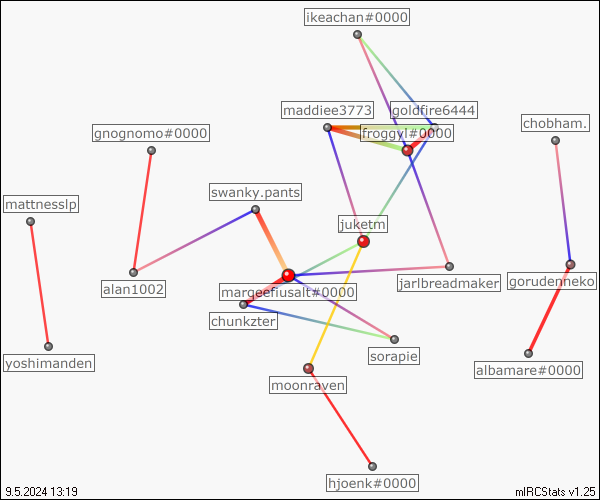 ikeachan#0000
maddiee3773
goldfire6444
froggyl#0000
chobham.
gnognomo#0000
swanky.pants
mattnesslp
juketm
alan1002
margeefiusalt#0000
jarlbreadmaker
gorudenneko
chunkzter
yoshimanden
sorapie
albamare#0000
moonraven
hjoenk#0000
9.5.2024 13:19
mIRCStats v1.25